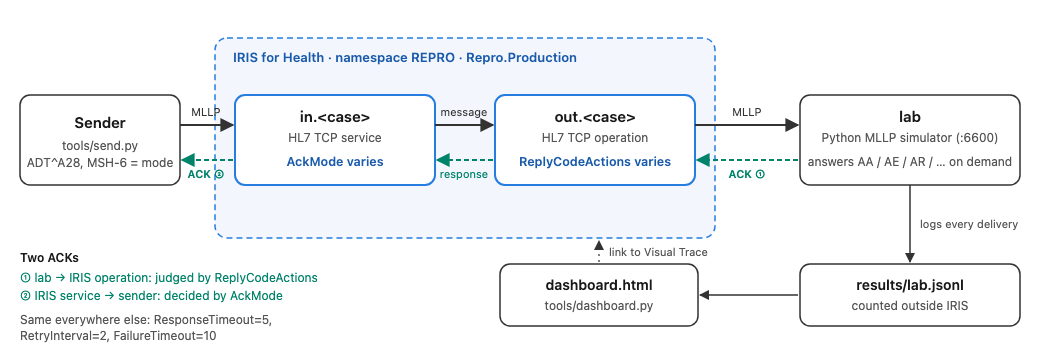 IRIS for Health · namespace REPRO · Repro.Production
Sender
tools/send.py
ADT^A28, MSH-6 = mode
MLLP
ACK ②
in.<case>
HL7 TCP service
AckMode varies
message
response
out.<case>
HL7 TCP operation
ReplyCodeActions varies
MLLP
ACK ①
lab
Python MLLP simulator (:6600)
answers AA / AE / AR / ... on demand
logs every delivery
link to Visual Trace
Two ACKs
① lab → IRIS operation: judged by ReplyCodeActions
② IRIS service → sender: decided by AckMode
Same everywhere else: ResponseTimeout=5,
RetryInterval=2, FailureTimeout=10
dashboard.html
tools/dashboard.py
results/lab.jsonl
counted outside IRIS